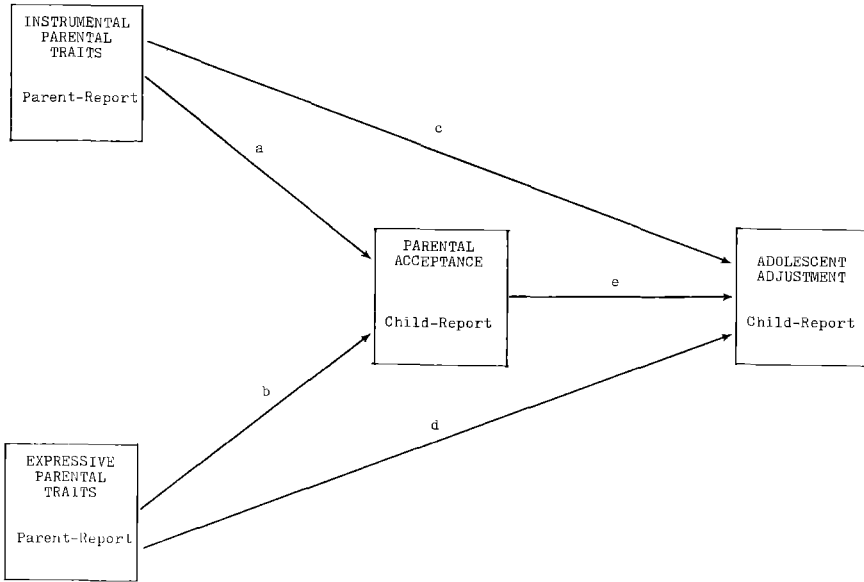 INSTRUMENTAL
PARENTAL
TRAITS
Parent-Report
c
a
PARENTAL
ACCEPTANCE
Child-Report
e
ADOLESCENT
ADJUSTMENT
Child-Report
b
d
EXPRESSIVE
PARENTAL
TRAITS
Parent-Report